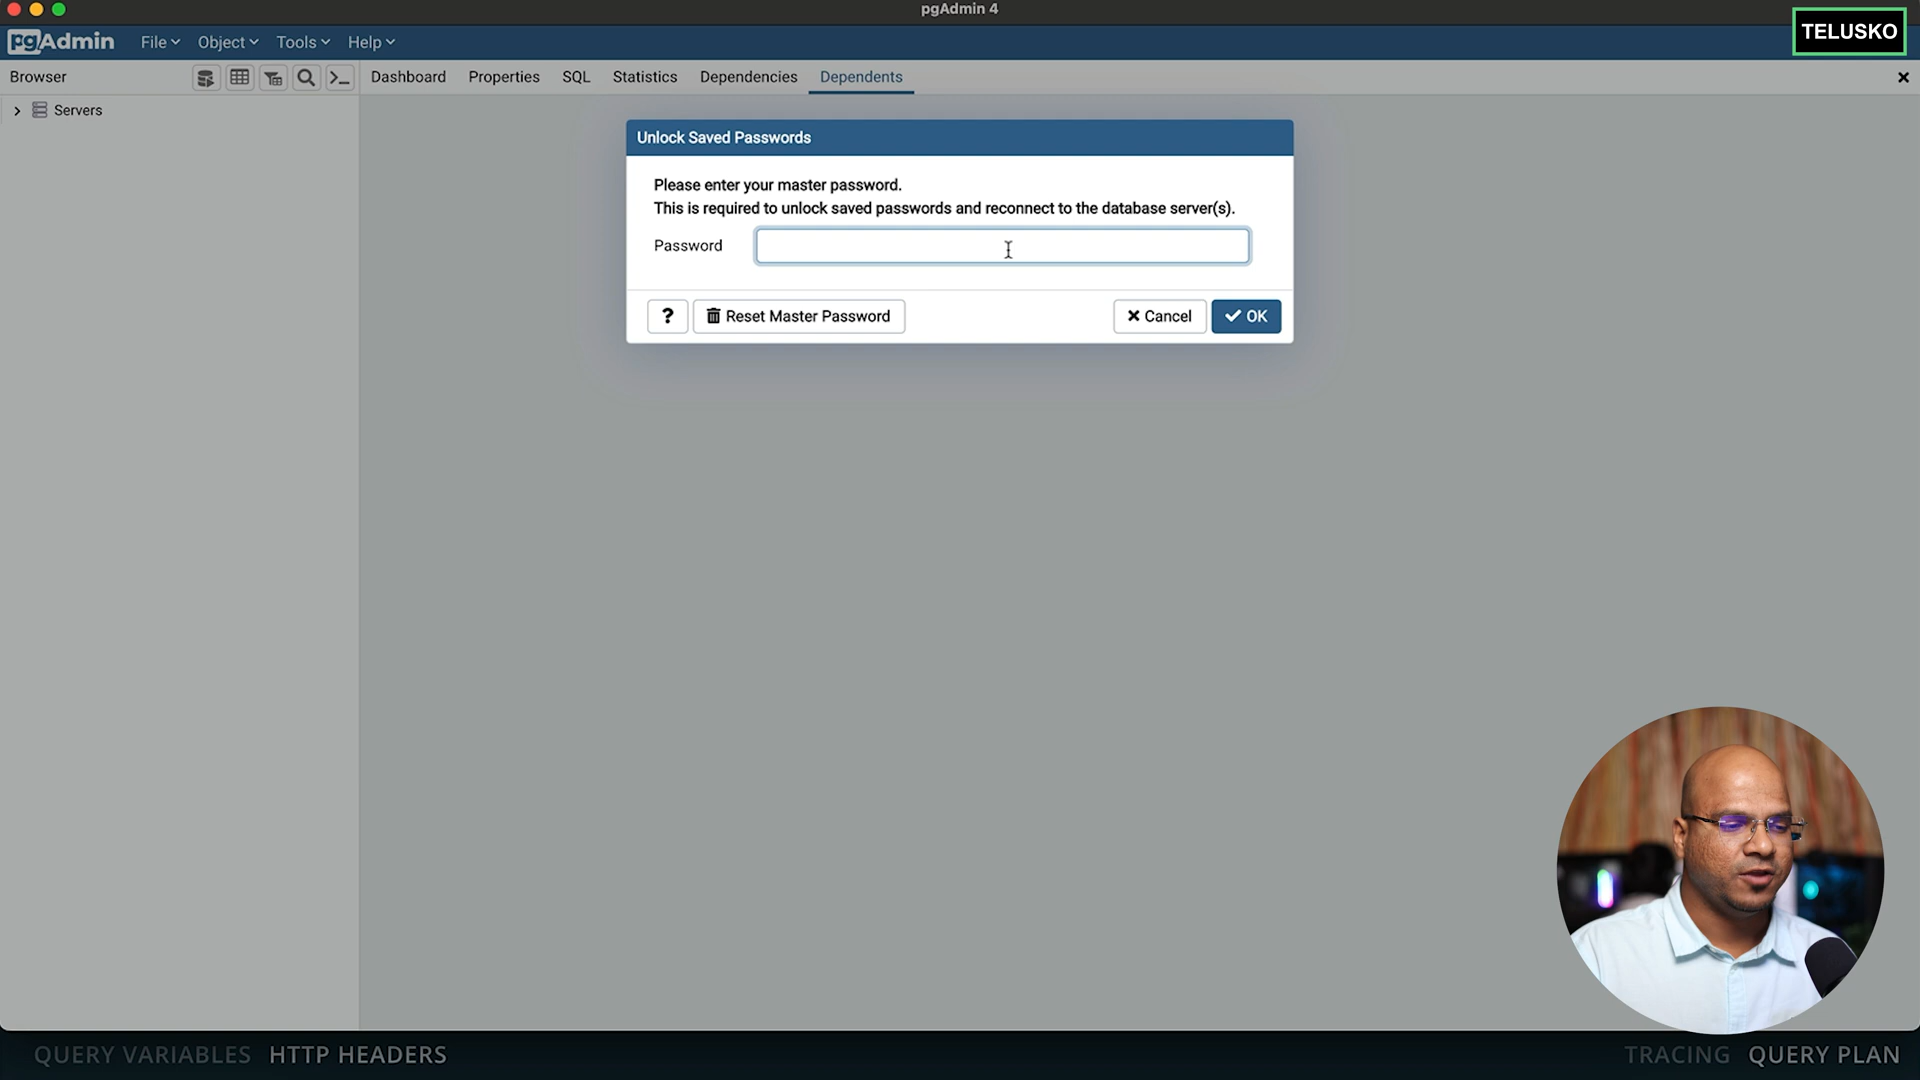 pgAdmin 4
TELUSKO
pgAdmin File Object Tools Help
Browser
Dashboard Properties SQL Statistics Dependencies Dependents
Servers
Unlock Saved Passwords
Please enter your master password.
This is required to unlock saved passwords and reconnect to the database server(s).
Password
? Reset Master Password Cancel OK
QUERY VARIABLES HTTP HEADERS TRACING QUERY PLAN